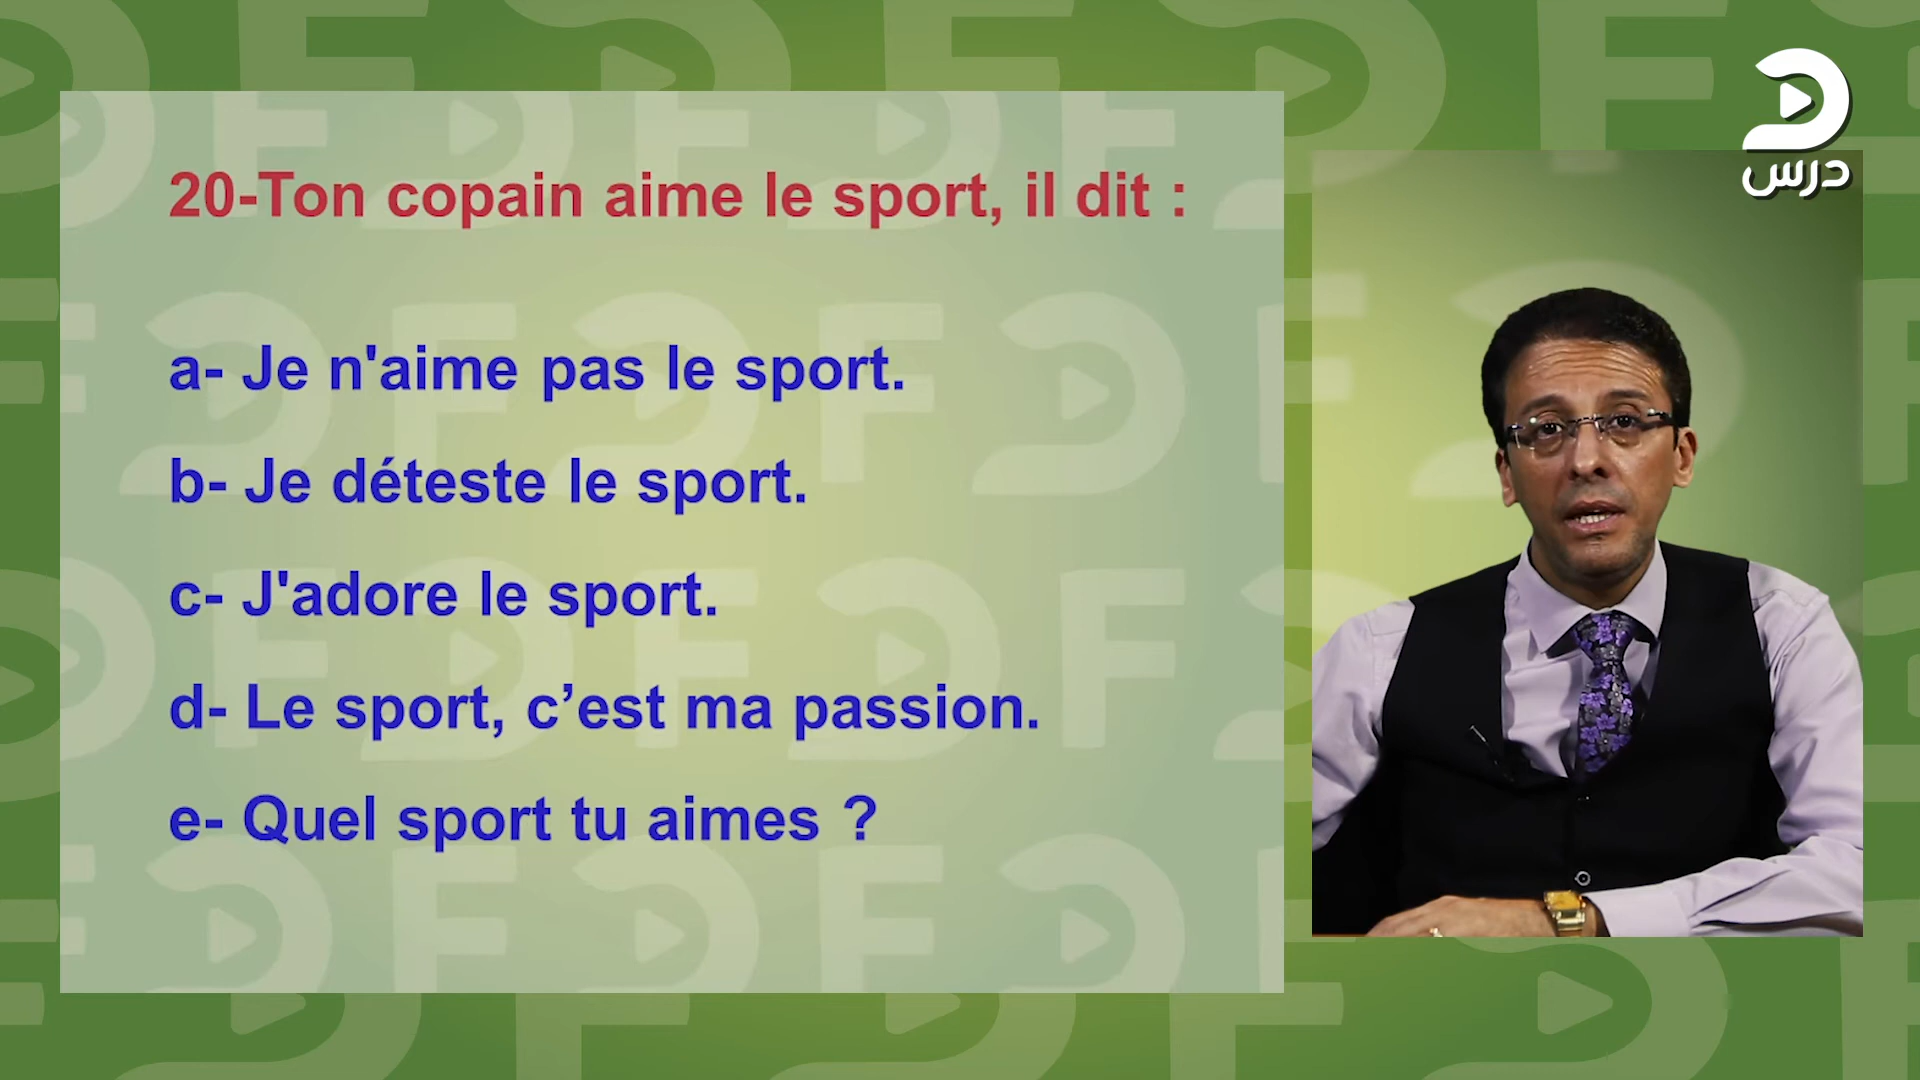 درس
20-Ton copain aime le sport, il dit :
a- Je n'aime pas le sport.
b- Je déteste le sport.
c- J'adore le sport.
d- Le sport, c’est ma passion.
e- Quel sport tu aimes ?